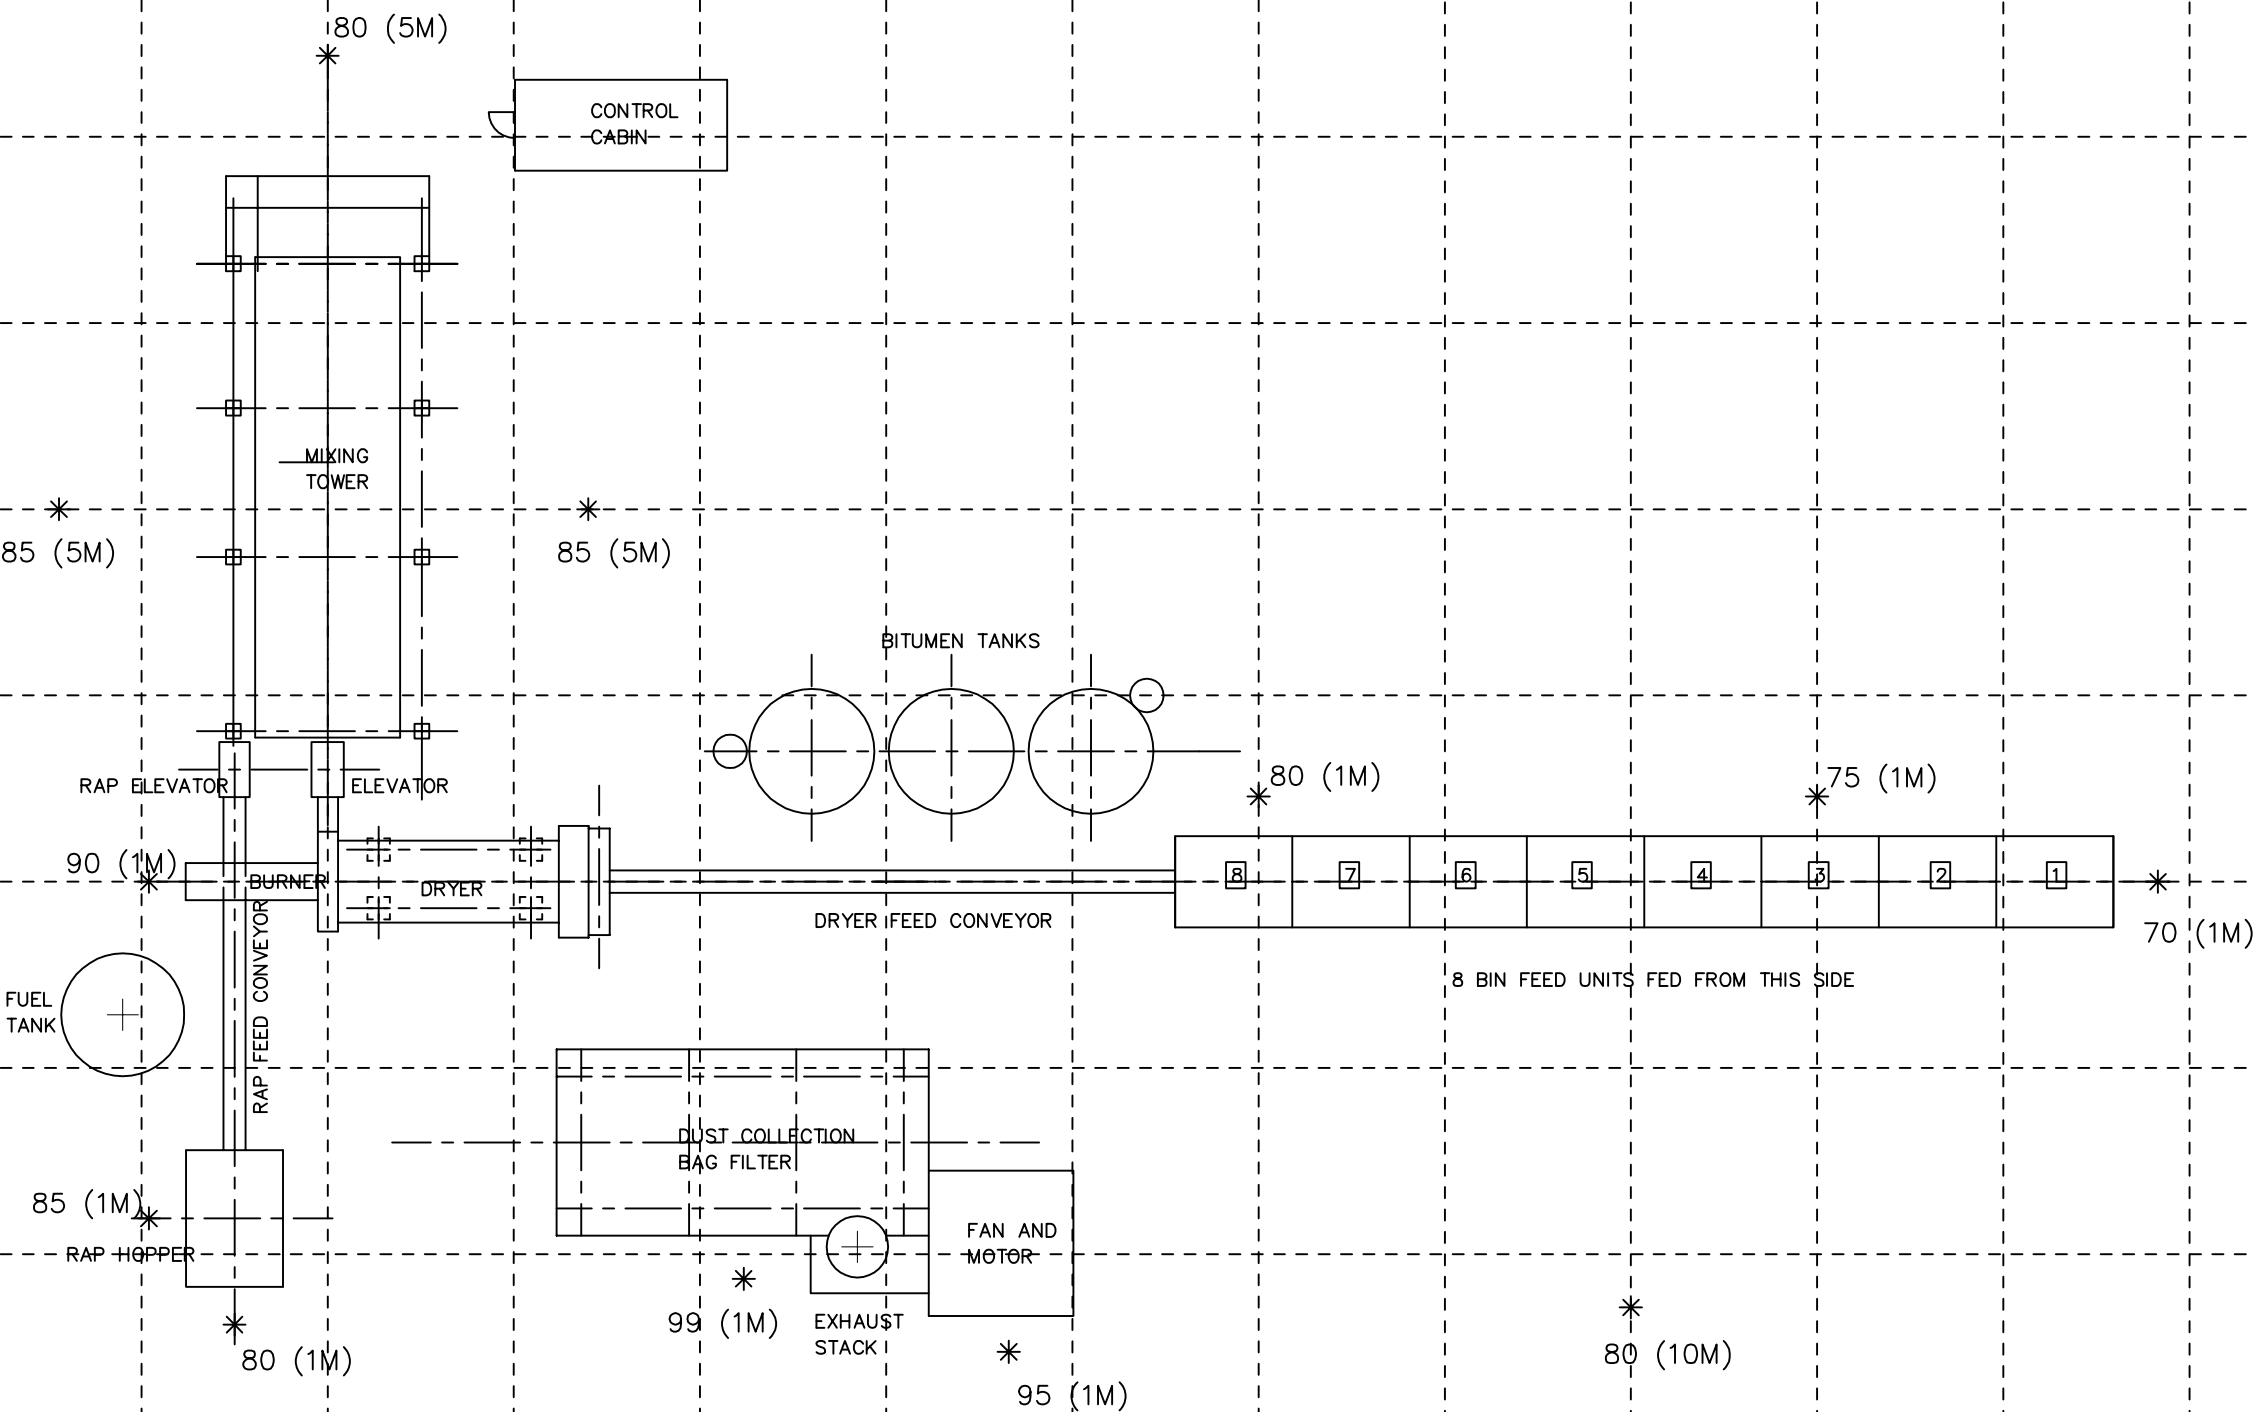 80 (5M)
CONTROL
CABIN
MIXING
TOWER
85 (5M)
85 (5M)
BITUMEN TANKS
RAP ELEVATOR
ELEVATOR
80 (1M)
75 (1M)
90 (1M)
BURNER
DRYER
8
7
6
5
4
3
2
1
DRYER FEED CONVEYOR
70 (1M)
8 BIN FEED UNITS FED FROM THIS SIDE
FUEL
TANK
RAP FEED CONVEYOR
DUST COLLECTION
BAG FILTER
85 (1M)
RAP HOPPER
FAN AND
MOTOR
99 (1M)
EXHAUST
STACK
80 (1M)
80 (10M)
95 (1M)